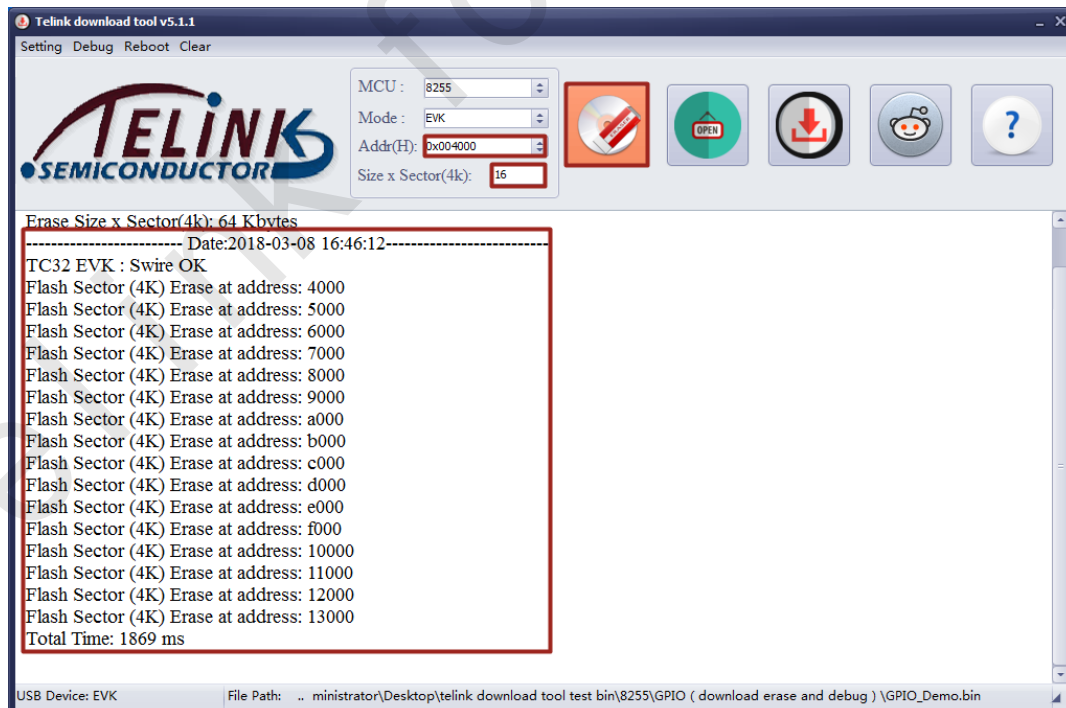 Telink download tool v5.1.1
Setting Debug Reboot Clear
TELINK
SEMICONDUCTOR
MCU : 8255
Mode : EVK
Addr(H): 0x004000
Size x Sector(4k): 16
ERASER
OPEN
?
Erase Size x Sector(4k): 64 Kbytes
------------------------- Date:2018-03-08 16:46:12--------------------------
TC32 EVK : Swire OK
Flash Sector (4K) Erase at address: 4000
Flash Sector (4K) Erase at address: 5000
Flash Sector (4K) Erase at address: 6000
Flash Sector (4K) Erase at address: 7000
Flash Sector (4K) Erase at address: 8000
Flash Sector (4K) Erase at address: 9000
Flash Sector (4K) Erase at address: a000
Flash Sector (4K) Erase at address: b000
Flash Sector (4K) Erase at address: c000
Flash Sector (4K) Erase at address: d000
Flash Sector (4K) Erase at address: e000
Flash Sector (4K) Erase at address: f000
Flash Sector (4K) Erase at address: 10000
Flash Sector (4K) Erase at address: 11000
Flash Sector (4K) Erase at address: 12000
Flash Sector (4K) Erase at address: 13000
Total Time: 1869 ms
USB Device: EVK File Path: .. ministrator\Desktop\telink download tool test bin\8255\GPIO ( download erase and debug ) \GPIO_Demo.bin